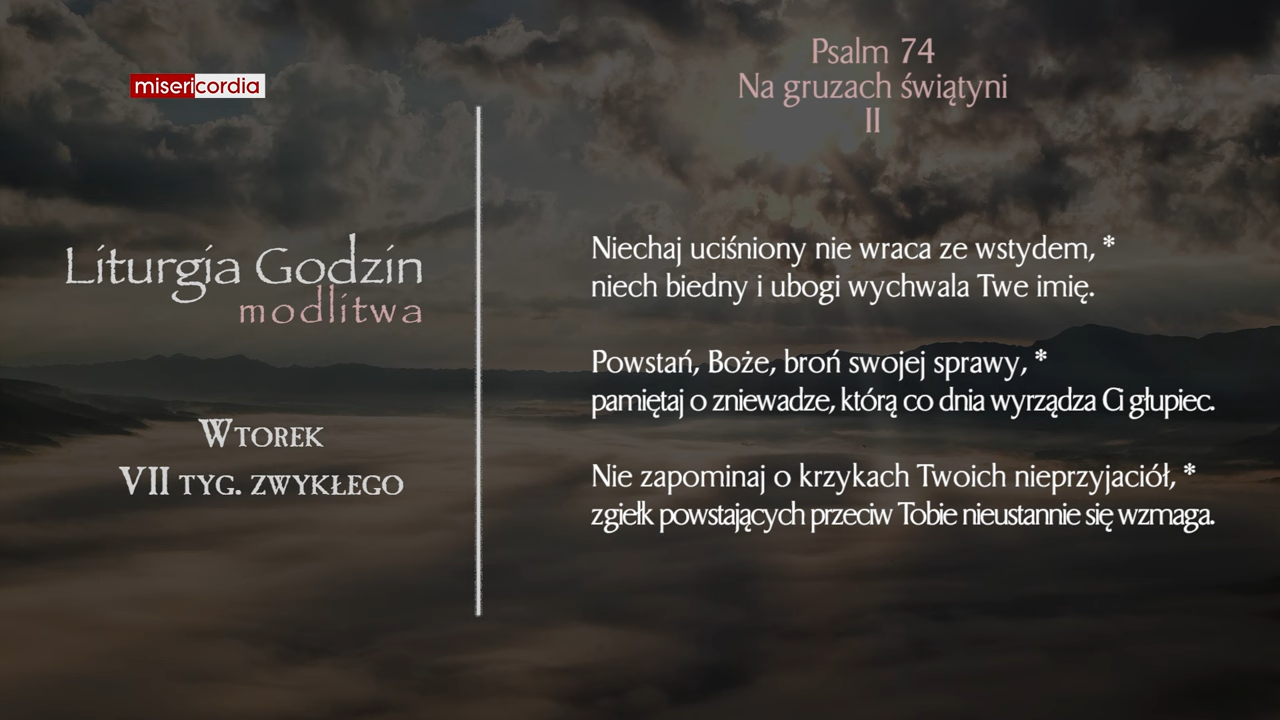 misericordia
Liturgia Godzin
modlitwa
Wtorek
VII tyg. zwykłego
Psalm 74
Na gruzach świątyni
II
Niechaj uciśniony nie wraca ze wstydem, *
niech biedny i ubogi wychwala Twe imię.
Powstań, Boże, broń swojej sprawy, *
pamiętaj o zniewadze, którą co dnia wyrządza Ci głupiec.
Nie zapominaj o krzykach Twoich nieprzyjaciół, *
zgiełk powstających przeciw Tobie nieustannie się wzmaga.